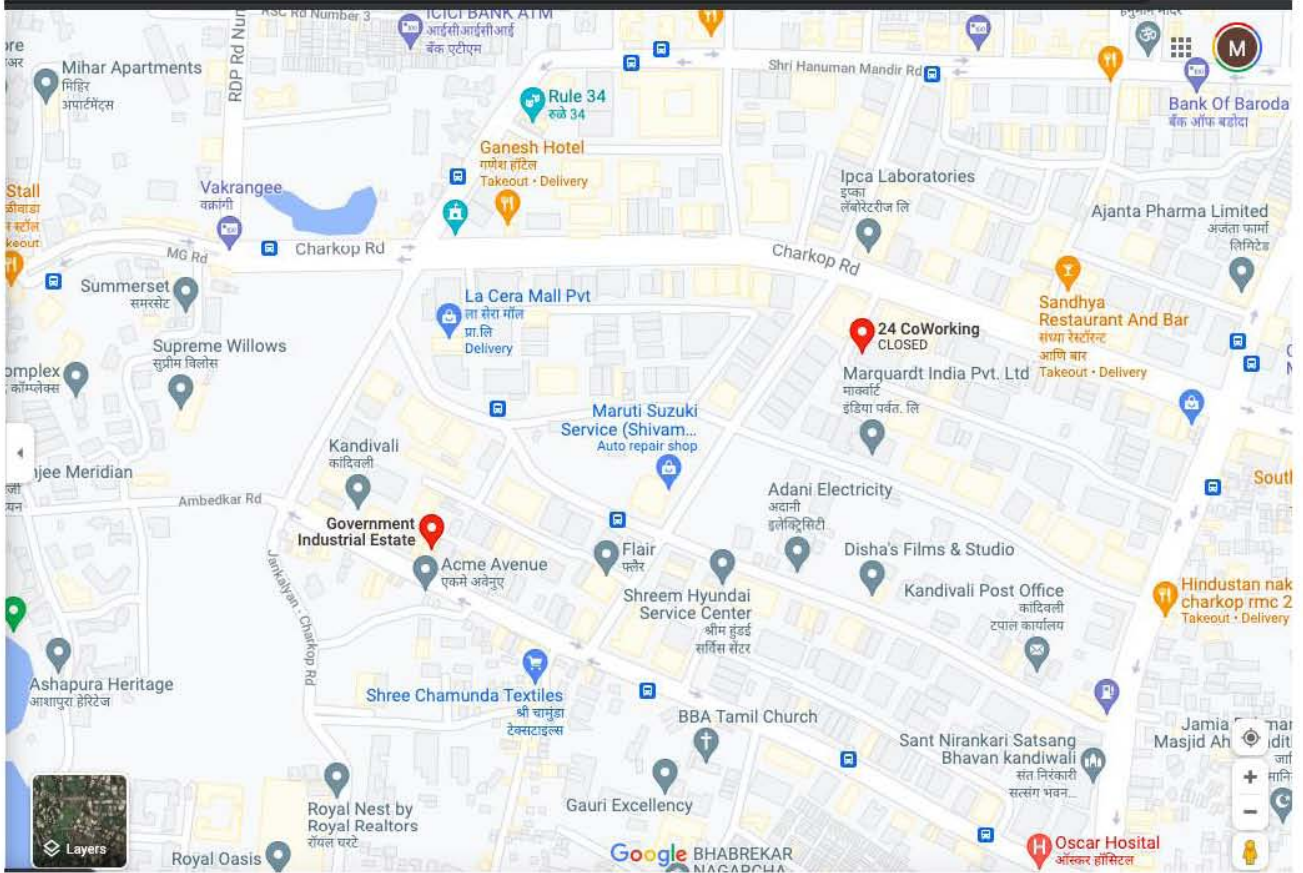 RSC Rd Number 3
ICICI BANK ATM
आईसीआईसीआई
बँक एटीएम
M
Mihar Apartments
मिहिर
अपार्टमेंट्स
RDP Rd Num
Shri Hanuman Mandir Rd
Rule 34
रुळे 34
Bank Of Baroda
बँक ऑफ बडोदा
Ganesh Hotel
गणेश हॉटेल
Takeout • Delivery
Ipca Laboratories
इप्का
लॅबोरेटरीज लि
Stall
Vakrangee
वक्रांगी
Ajanta Pharma Limited
अजंता फार्मा
लिमिटेड
Charkop Rd
MG Rd
Charkop Rd
Summerset
समरसेट
La Cera Mall Pvt
ला सेरा मॉल
प्रा.लि
Delivery
Sandhya
Restaurant And Bar
संध्या रेस्टॉरन्ट
आणि बार
Takeout • Delivery
24 CoWorking
CLOSED
Supreme Willows
सुप्रीम विलोस
omplex
कॉम्प्लेक्स
Marquardt India Pvt. Ltd
मार्क्वार्ट
इंडिया पर्वत. लि
Maruti Suzuki
Service (Shivam...
Auto repair shop
Kandivali
कांदिवली
jee Meridian
Ambedkar Rd
Adani Electricity
अदानी
इलेक्ट्रिसिटी
Government
Industrial Estate
Acme Avenue
एकमे अवेनुए
Flair
फ्लैर
Disha's Films & Studio
Kandivali Post Office
कांदिवली
टपाल कार्यालय
Hindustan nak
charkop rmc 2
Takeout • Delivery
Shreem Hyundai
Service Center
श्रीम हुंडई
सर्विस सेंटर
Jankalyan - Charkop Rd
Ashapura Heritage
आशापुरा हेरिटेज
Shree Chamunda Textiles
श्री चामुंडा
टेक्सटाइल्स
BBA Tamil Church
Sant Nirankari Satsang
Bhavan kandiwali
संत निरंकारी
सत्संग भवन...
Jamia
Masjid Ah
Royal Nest by
Royal Realtors
रॉयल घरटे
Gauri Excellency
Layers
Royal Oasis
Google
BHABREKAR
NAGARCHA
Oscar Hosital
ऑस्कर हॉसिटल